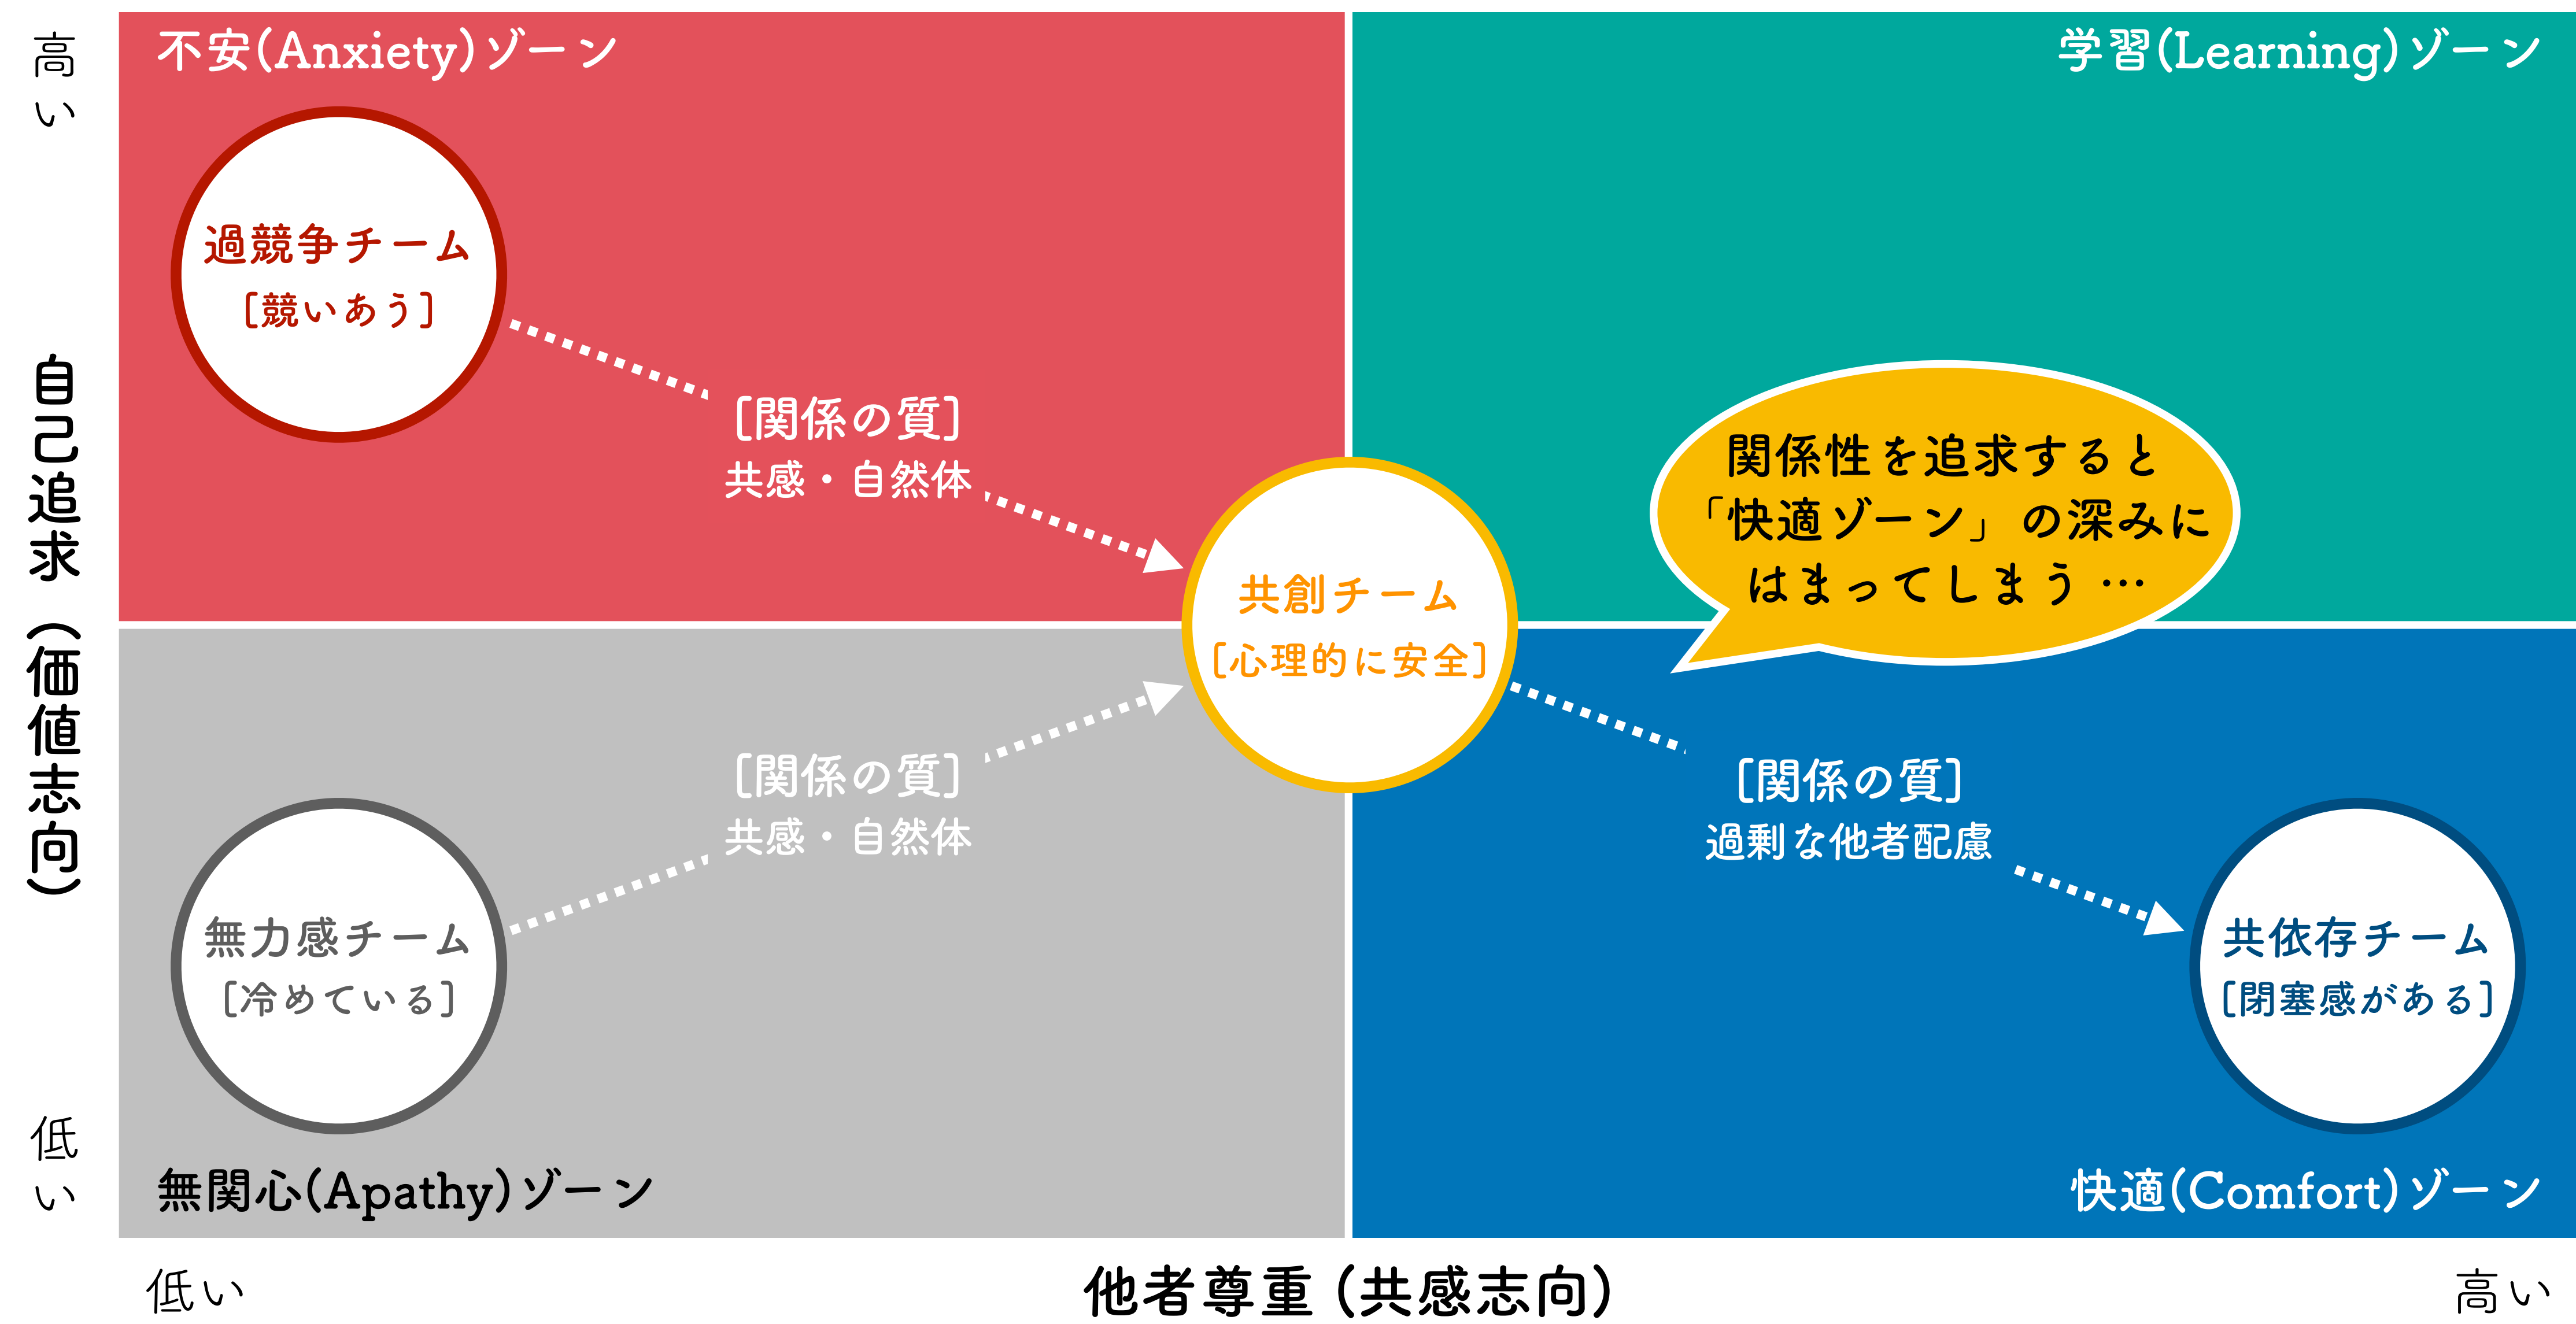 高い
不安(Anxiety)ゾーン
学習(Learning)ゾーン
過競争チーム
[競いあう]
[関係の質]
共感・自然体
関係性を追求すると
「快適ゾーン」の深みに
はまってしまう…
自己追求(価値志向)
共創チーム
[心理的に安全]
[関係の質]
共感・自然体
[関係の質]
過剰な他者配慮
無力感チーム
[冷めている]
共依存チーム
[閉塞感がある]
低い
無関心(Apathy)ゾーン
快適(Comfort)ゾーン
低い
他者尊重(共感志向)
高い